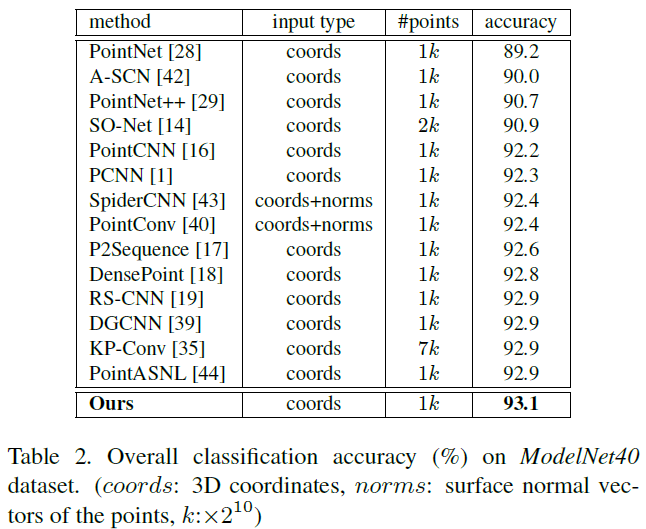 method input type #points accuracy
PointNet [28] coords 1k 89.2
A-SCN [42] coords 1k 90.0
PointNet++ [29] coords 1k 90.7
SO-Net [14] coords 2k 90.9
PointCNN [16] coords 1k 92.2
PCNN [1] coords 1k 92.3
SpiderCNN [43] coords+norms 1k 92.4
PointConv [40] coords+norms 1k 92.4
P2Sequence [17] coords 1k 92.6
DensePoint [18] coords 1k 92.8
RS-CNN [19] coords 1k 92.9
DGCNN [39] coords 1k 92.9
KP-Conv [35] coords 7k 92.9
PointASNL [44] coords 1k 92.9
Ours coords 1k 93.1
Table 2. Overall classification accuracy (%) on ModelNet40
dataset. (coords: 3D coordinates, norms: surface normal vec-
tors of the points, k:×2¹⁰)